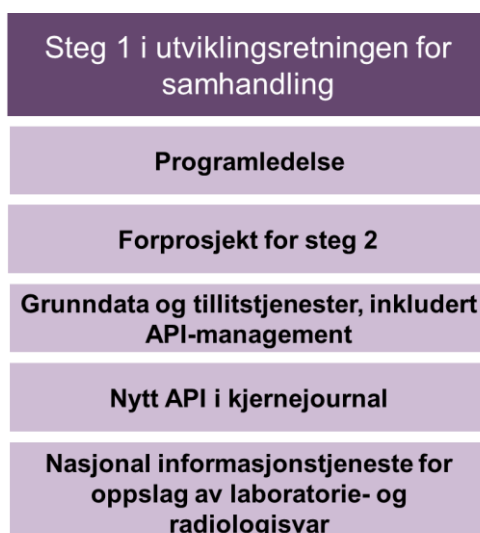 Steg 1 i utviklingsretningen for
samhandling
Programledelse
Forprosjekt for steg 2
Grunndata og tillitstjenester, inkludert
API-management
Nytt API i kjernejournal
Nasjonal informasjonstjeneste for
oppslag av laboratorie- og
radiologisvar